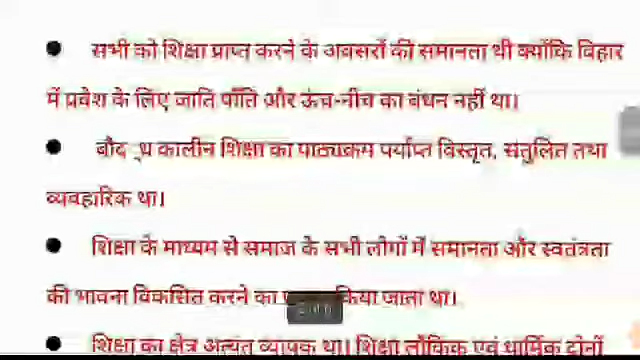 ● सभी को शिक्षा प्राप्त करने के अवसरों की समानता थी क्योंकि विहार
में प्रवेश के लिए जाति पाँति और ऊंच-नीच का बंधन नहीं था।
● बौद ्ध कालीन शिक्षा का पाठ्यक्रम पर्याप्त विस्तृत, संतुलित तथा
व्यवहारिक था।
● शिक्षा के माध्यम से समाज के सभी लोगों में समानता और स्वतंत्रता
की भावना विकसित करने का किया जाता था।
● शिक्षा का क्षेत्र अत्यंत व्यापक था। शिक्षा लौकिक एवं धार्मिक दोनों